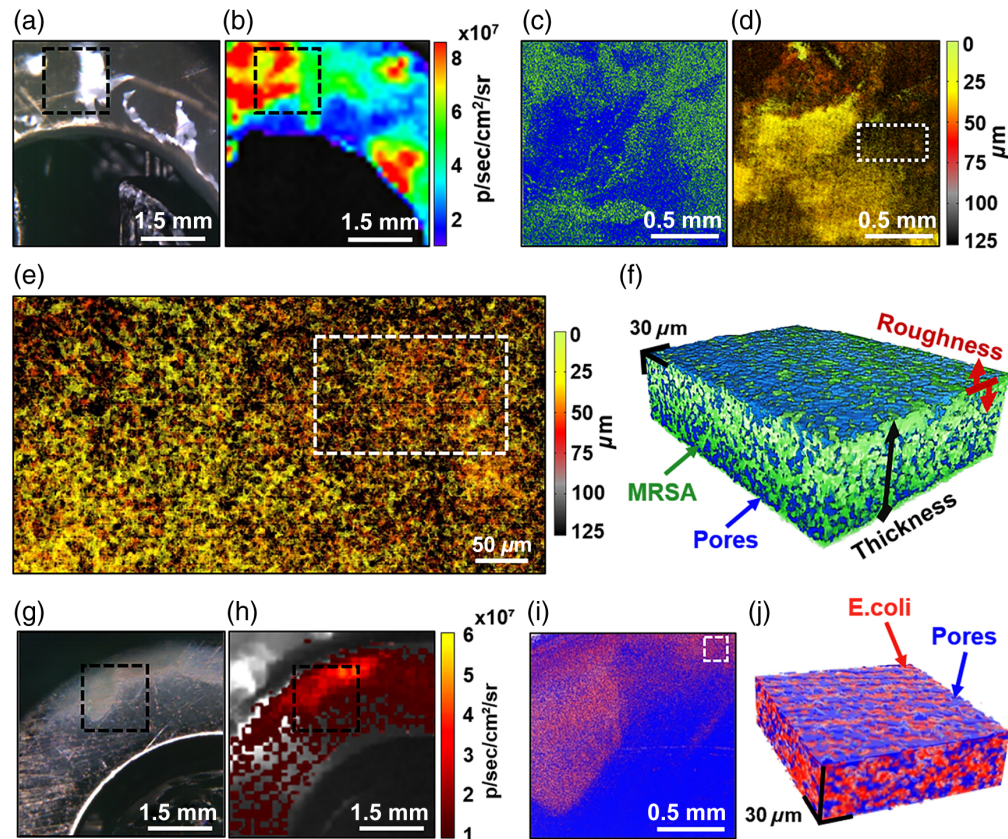 (a)
(b)
(c)
(d)
x10⁷
8
6
4
2
p/sec/cm²/sr
0
25
50
75
100
125
µm
1.5 mm
1.5 mm
0.5 mm
0.5 mm
(e)
(f)
0
25
50
75
100
125
µm
50 µm
30 µm
Roughness
MRSA
Pores
Thickness
(g)
(h)
(i)
(j)
x10⁷
6
5
4
3
2
1
p/sec/cm²/sr
1.5 mm
1.5 mm
0.5 mm
E.coli
Pores
30 µm